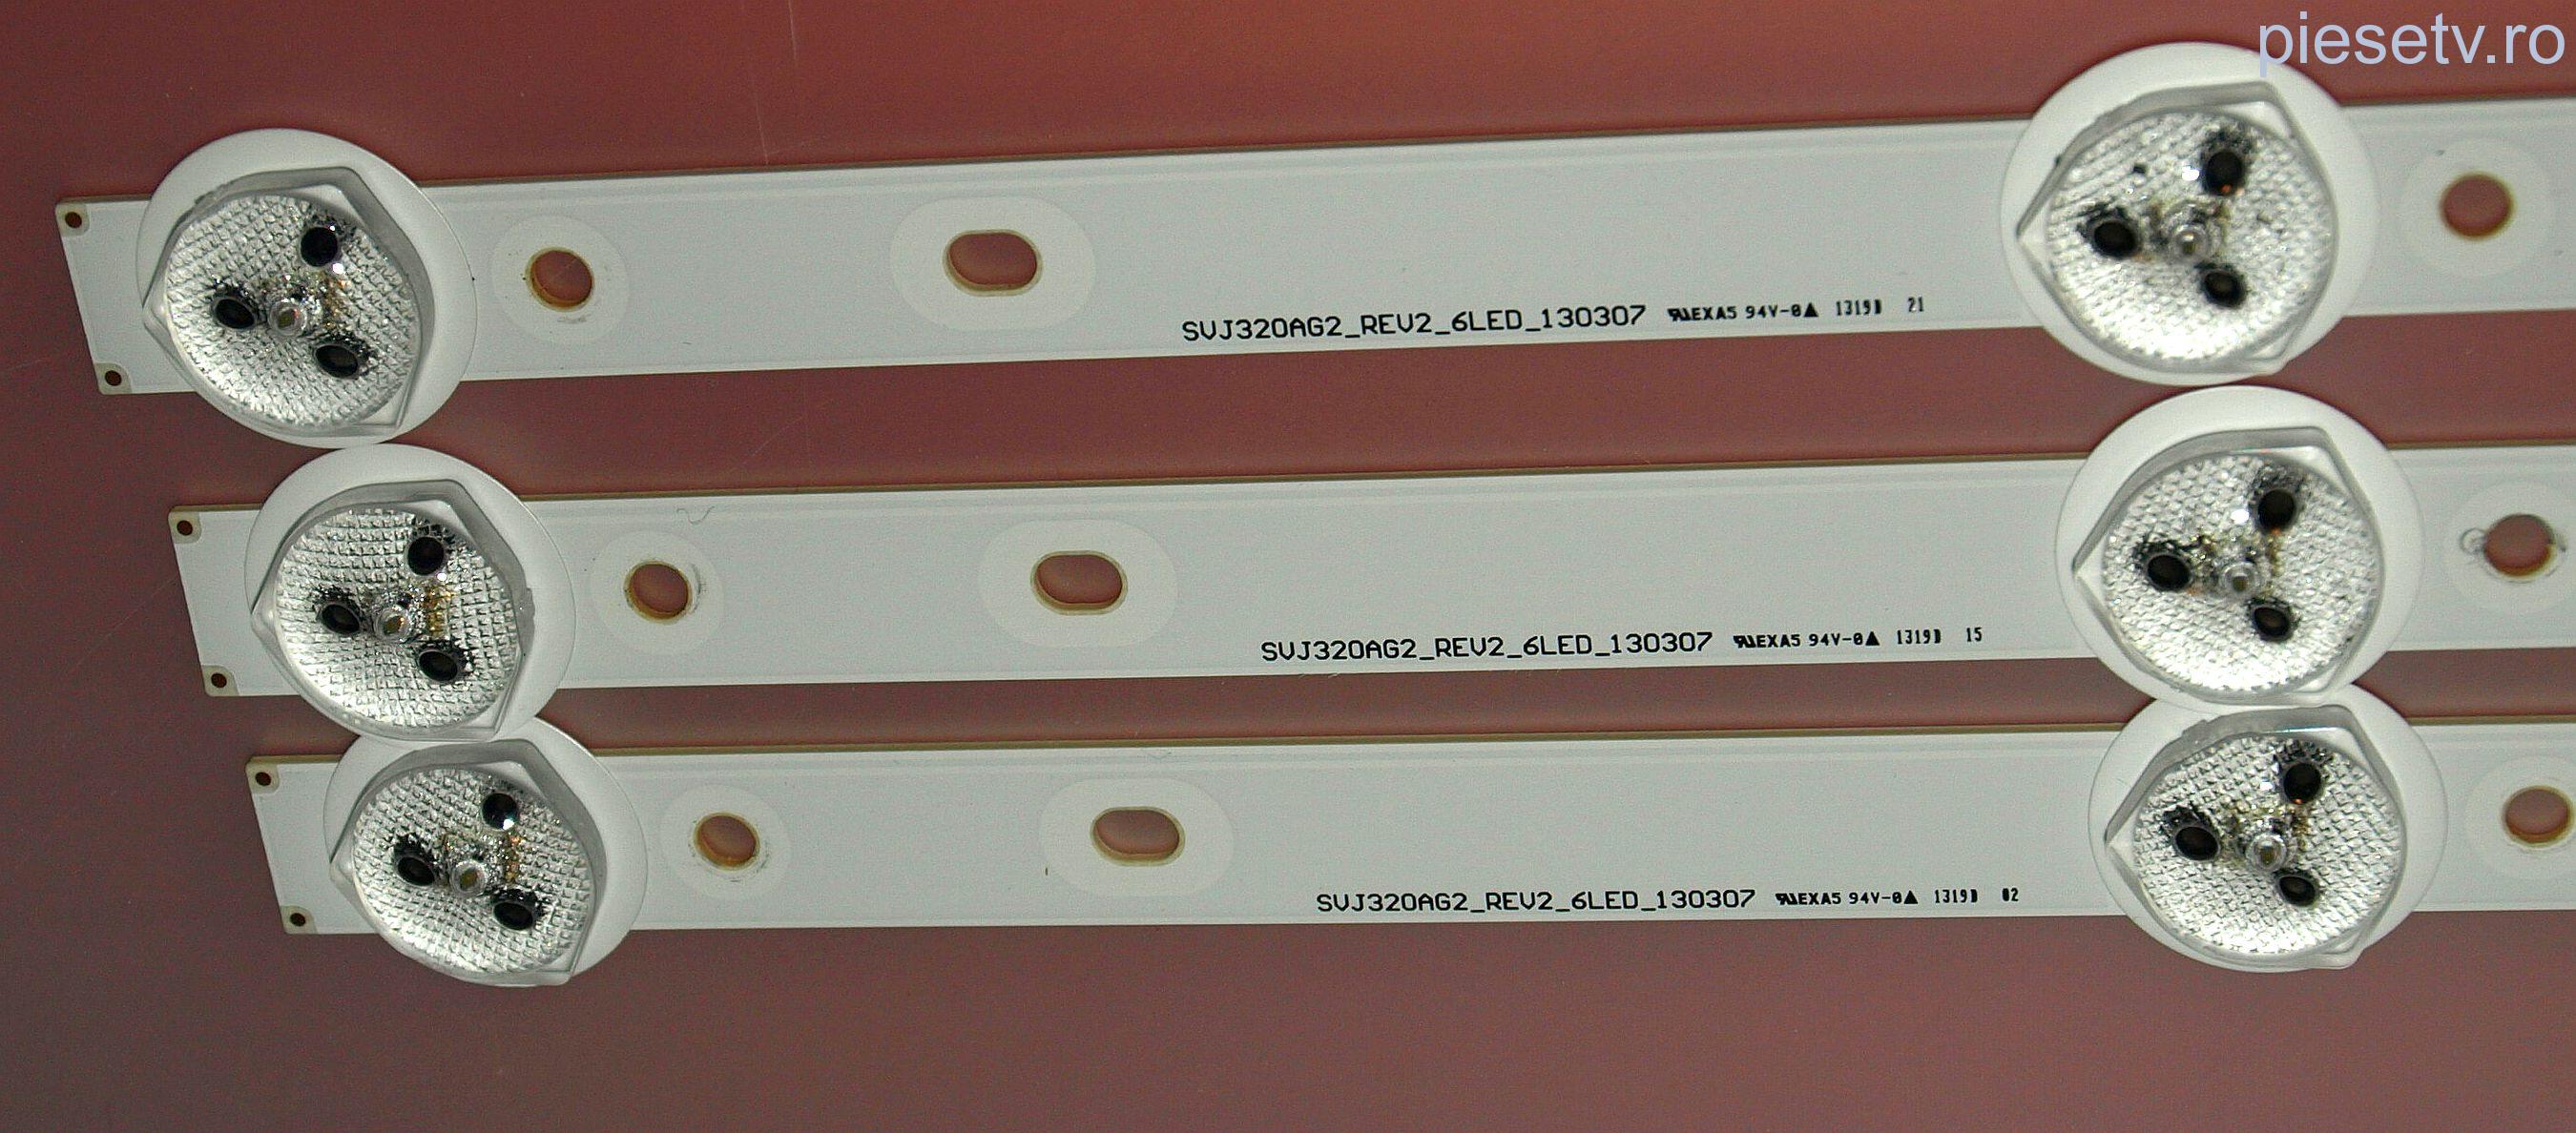 piesetv.ro
SVJ320AG2_REV2_6LED_130307 EXA5 94V-0▲ 1319 21
SVJ320AG2_REV2_6LED_130307 EXA5 94V-0▲ 1319 15
SVJ320AG2_REV2_6LED_130307 EXA5 94V-0▲ 1319 02